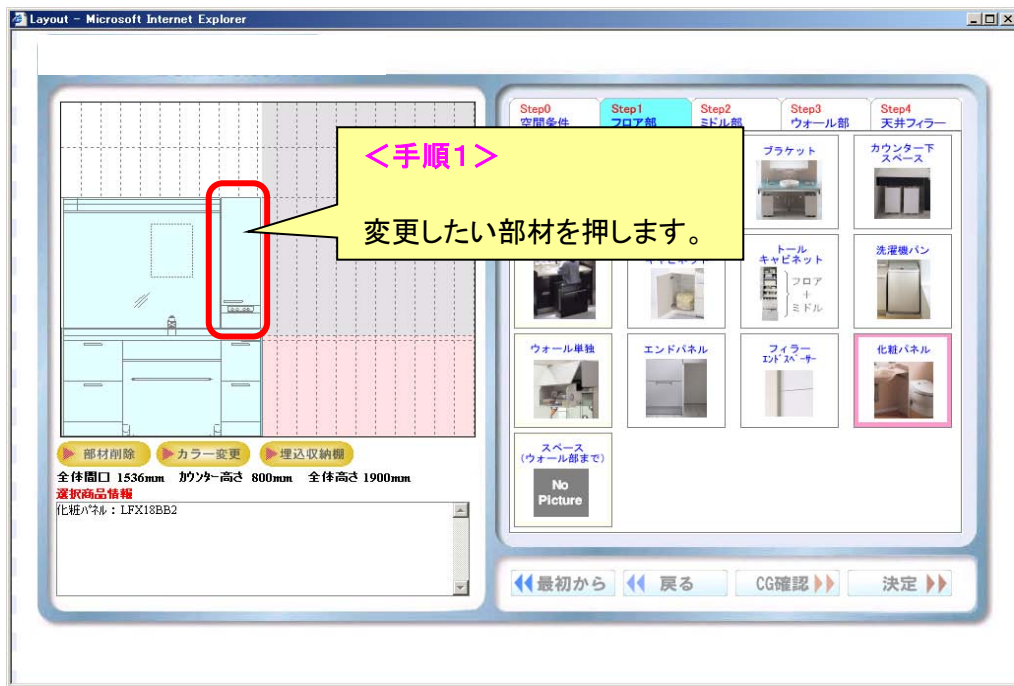 Layout - Microsoft Internet Explorer
Step0
空間条件
Step1
フロア部
Step2
ミドル部
Step3
ウォール部
Step4
天井フィラー
<手順1>
変更したい部材を押します。
ブラケット
カウンター下
スペース
キャビネット
トール
キャビネット
フロア
+
ミドル
洗濯機パン
ウォール単独
エンドパネル
フィラー
エンドスペーサー
化粧パネル
スペース
(ウォール部まで)
No
Picture
部材削除
カラー変更
埋込収納棚
全体間口 1536mm カウンター高さ 800mm 全体高さ 1900mm
選択商品情報
化粧パネル : LFX18BB2
最初から
戻る
CG確認
決定